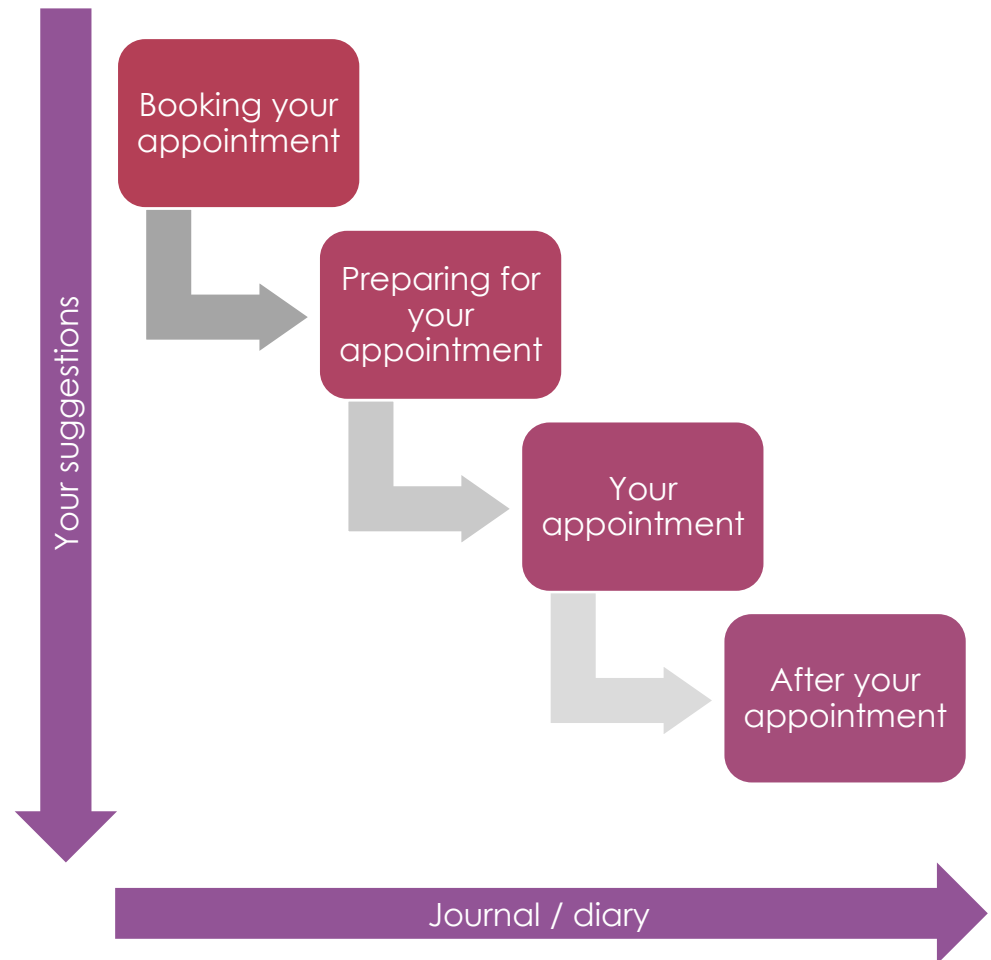 Booking your
appointment
Preparing for
your
appointment
Your suggestions
Your
appointment
After your
appointment
Journal / diary